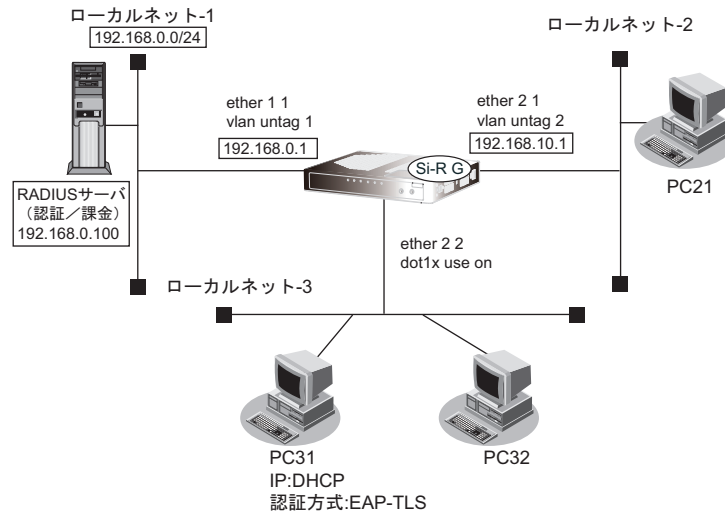 ローカルネット-1
192.168.0.0/24
ローカルネット-2
ether 1 1
vlan untag 1
192.168.0.1
ether 2 1
vlan untag 2
192.168.10.1
Si-R G
PC21
RADIUSサーバ
（認証／課金）
192.168.0.100
ether 2 2
dot1x use on
ローカルネット-3
PC31
IP:DHCP
認証方式:EAP-TLS
PC32